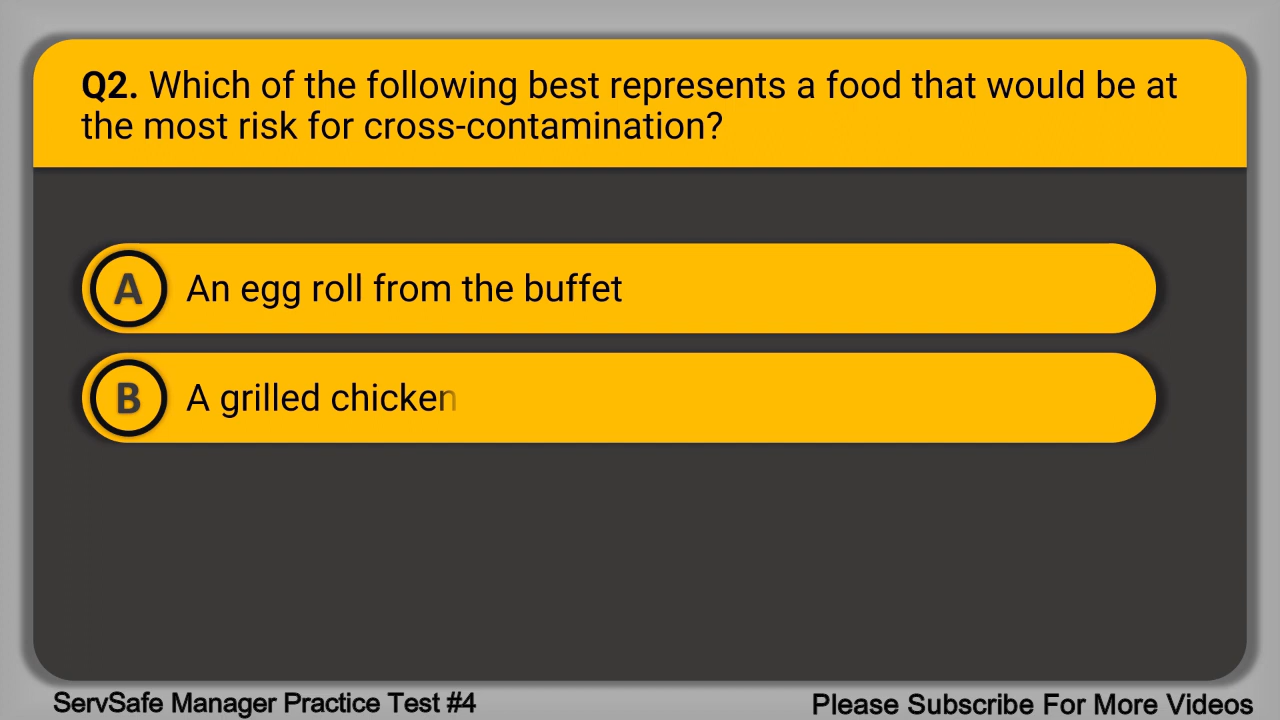 Q2. Which of the following best represents a food that would be at
the most risk for cross-contamination?
A An egg roll from the buffet
B A grilled chicken
ServSafe Manager Practice Test #4
Please Subscribe For More Videos